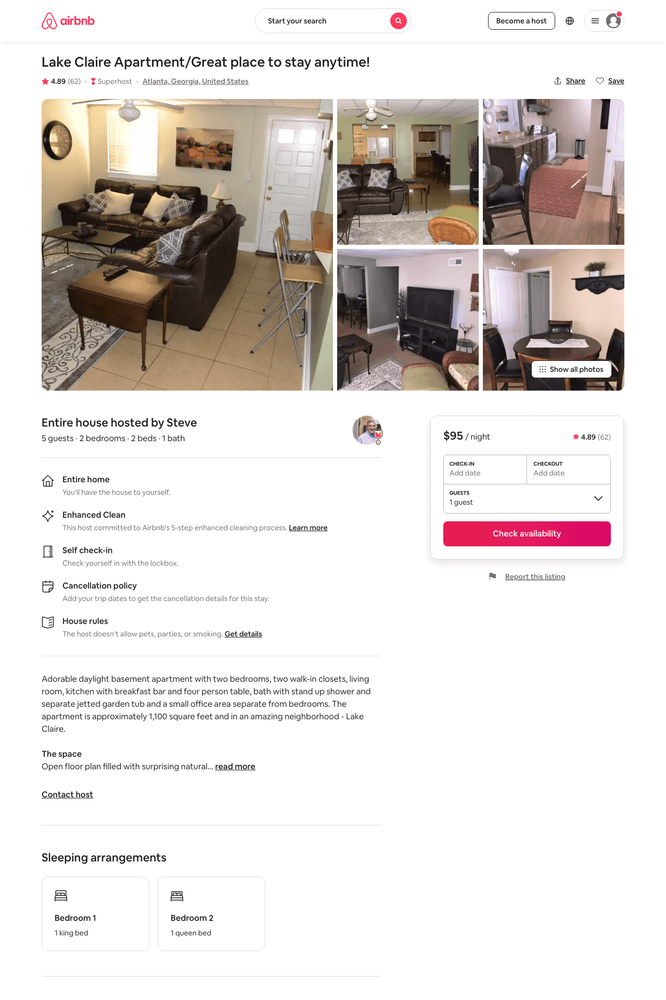 airbnb
Start your search
Become a host
Lake Claire Apartment/Great place to stay anytime!
4.89 (62) · Superhost · Atlanta, Georgia, United States
Share
Save
Show all photos
Entire house hosted by Steve
5 guests · 2 bedrooms · 2 beds · 1 bath
Entire home
You’ll have the house to yourself.
Enhanced Clean
This host committed to Airbnb's 5-step enhanced cleaning process. Learn more
Self check-in
Check yourself in with the lockbox.
Cancellation policy
Add your trip dates to get the cancellation details for this stay.
House rules
The host doesn’t allow pets, parties, or smoking. Get details
Adorable daylight basement apartment with two bedrooms, two walk-in closets, living
room, kitchen with breakfast bar and four person table, bath with stand up shower and
separate jetted garden tub and a small office area separate from bedrooms. The
apartment is approximately 1,100 square feet and in an amazing neighborhood - Lake
Claire.
The space
Open floor plan filled with surprising natural... read more
Contact host
Sleeping arrangements
Bedroom 1
1 king bed
Bedroom 2
1 queen bed
$95 / night
4.89 (62)
CHECK-IN
Add date
CHECKOUT
Add date
GUESTS
1 guest
Check availability
Report this listing